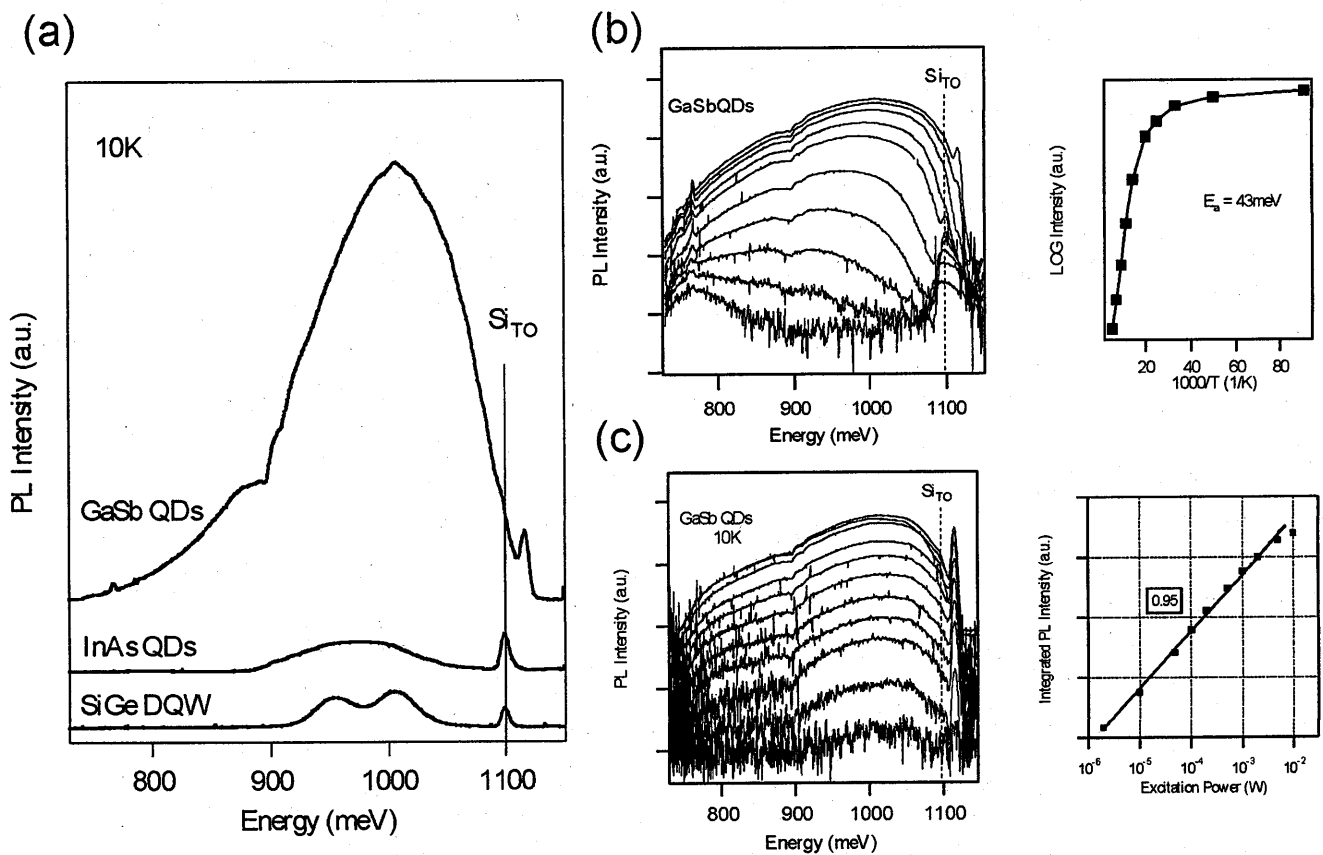 (a)
10K
Si_TO
GaSb QDs
InAs QDs
SiGe DQW
PL Intensity (a.u.)
800 900 1000 1100
Energy (meV)
(b)
Si_TO
GaSbQDs
PL Intensity (a.u.)
800 900 1000 1100
Energy (meV)
LOG Intensity (a.u.)
E_a = 43meV
20 40 60 80
1000/T (1/K)
(c)
Si_TO
GaSb QDs
10K
PL Intensity (a.u.)
800 900 1000 1100
Energy (meV)
Integrated PL Intensity (a.u.)
0.95
10^-6 10^-5 10^-4 10^-3 10^-2
Excitation Power (W)